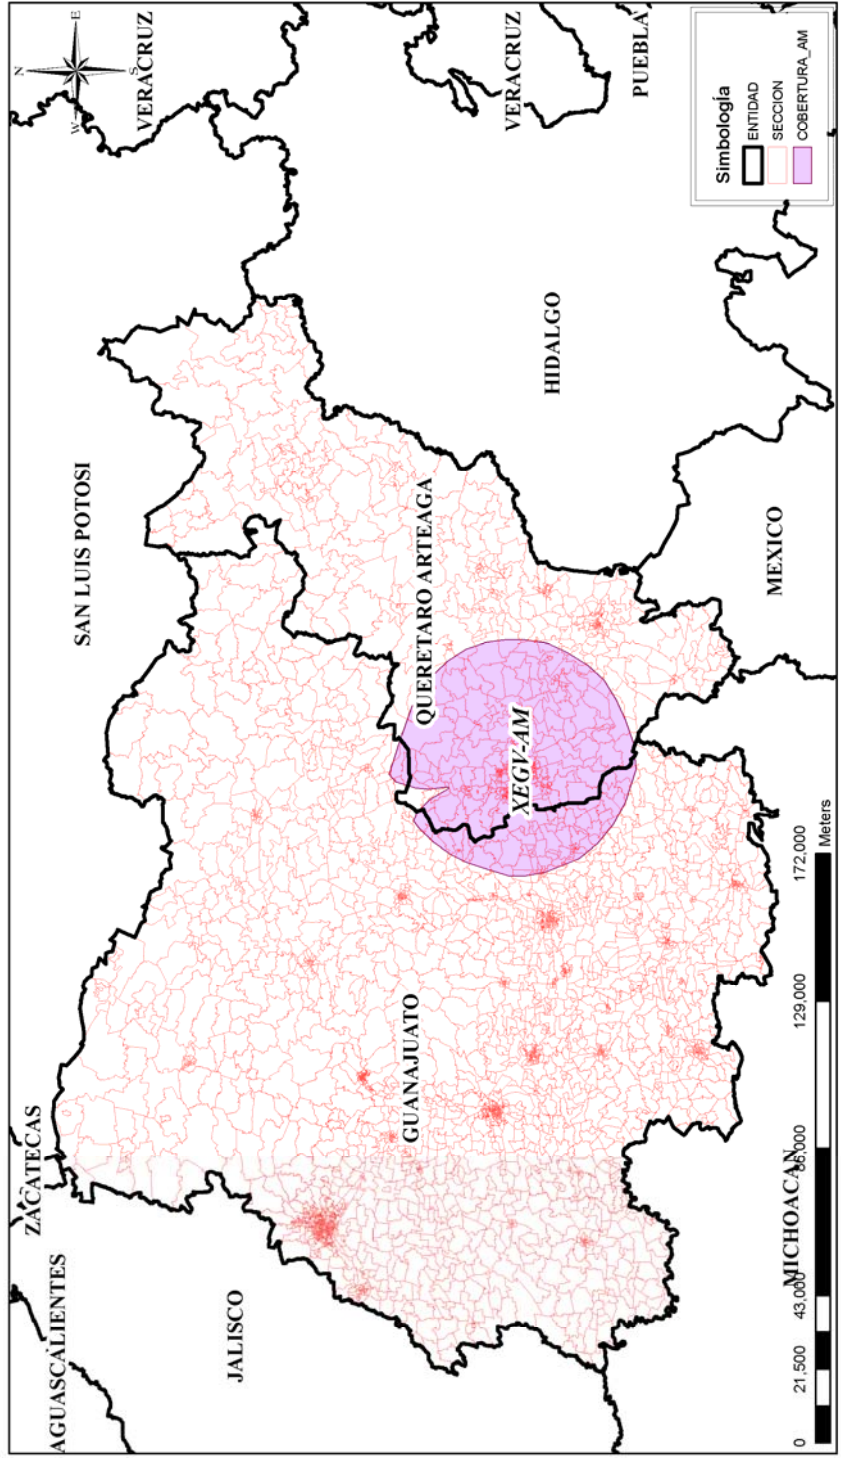 N
W
E
S
ZACATECAS
AGUASCALIENTES
SAN LUIS POTOSI
VERACRUZ
JALISCO
GUANAJUATO
QUERETARO ARTEAGA
XEGV-AM
HIDALGO
VERACRUZ
PUEBLA
MICHOACAN
MEXICO
Simbología
ENTIDAD
SECCION
COBERTURA_AM
0 21,500 43,000 86,000 129,000 172,000
Meters